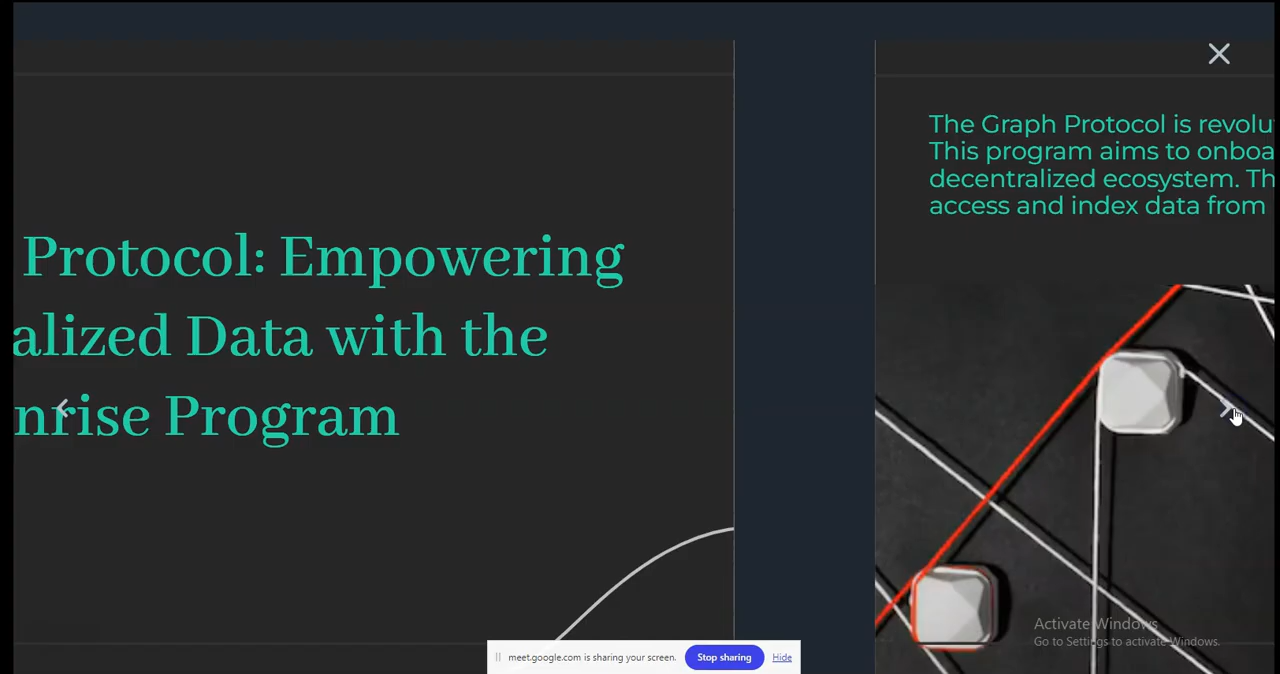 Protocol: Empowering
alized Data with the
nrise Program
The Graph Protocol is revolu
This program aims to onboa
decentralized ecosystem. Th
access and index data from
Activate Windows
Go to Settings to activate Windows.
meet.google.com is sharing your screen. Stop sharing Hide